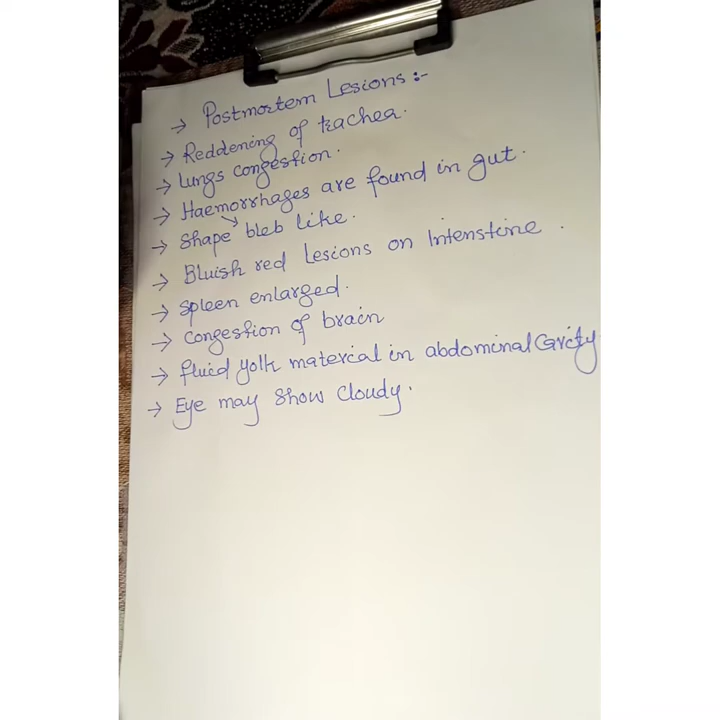 → Postmortem Lesions :-
→ Reddening of trachea.
→ Lungs congestion.
→ Haemorrhages are found in gut.
→ Shape → bleb like.
→ Bluish red Lesions on Intenstine.
→ Spleen enlarged.
→ Congestion of brain
→ fluid yolk material in abdominal Cavity
→ Eye may show Cloudy.